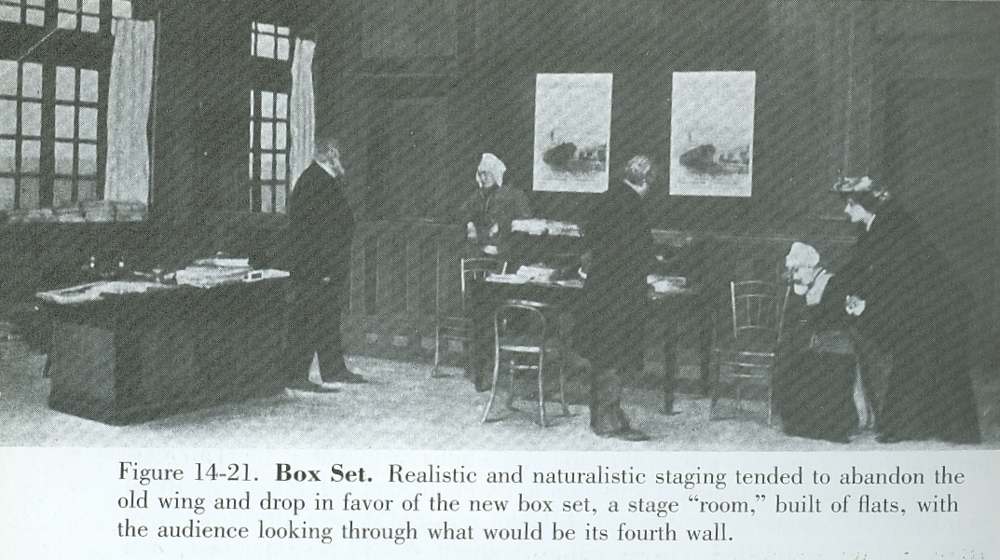 Figure 14-21. Box Set. Realistic and naturalistic staging tended to abandon the
old wing and drop in favor of the new box set, a stage “room,” built of flats, with
the audience looking through what would be its fourth wall.